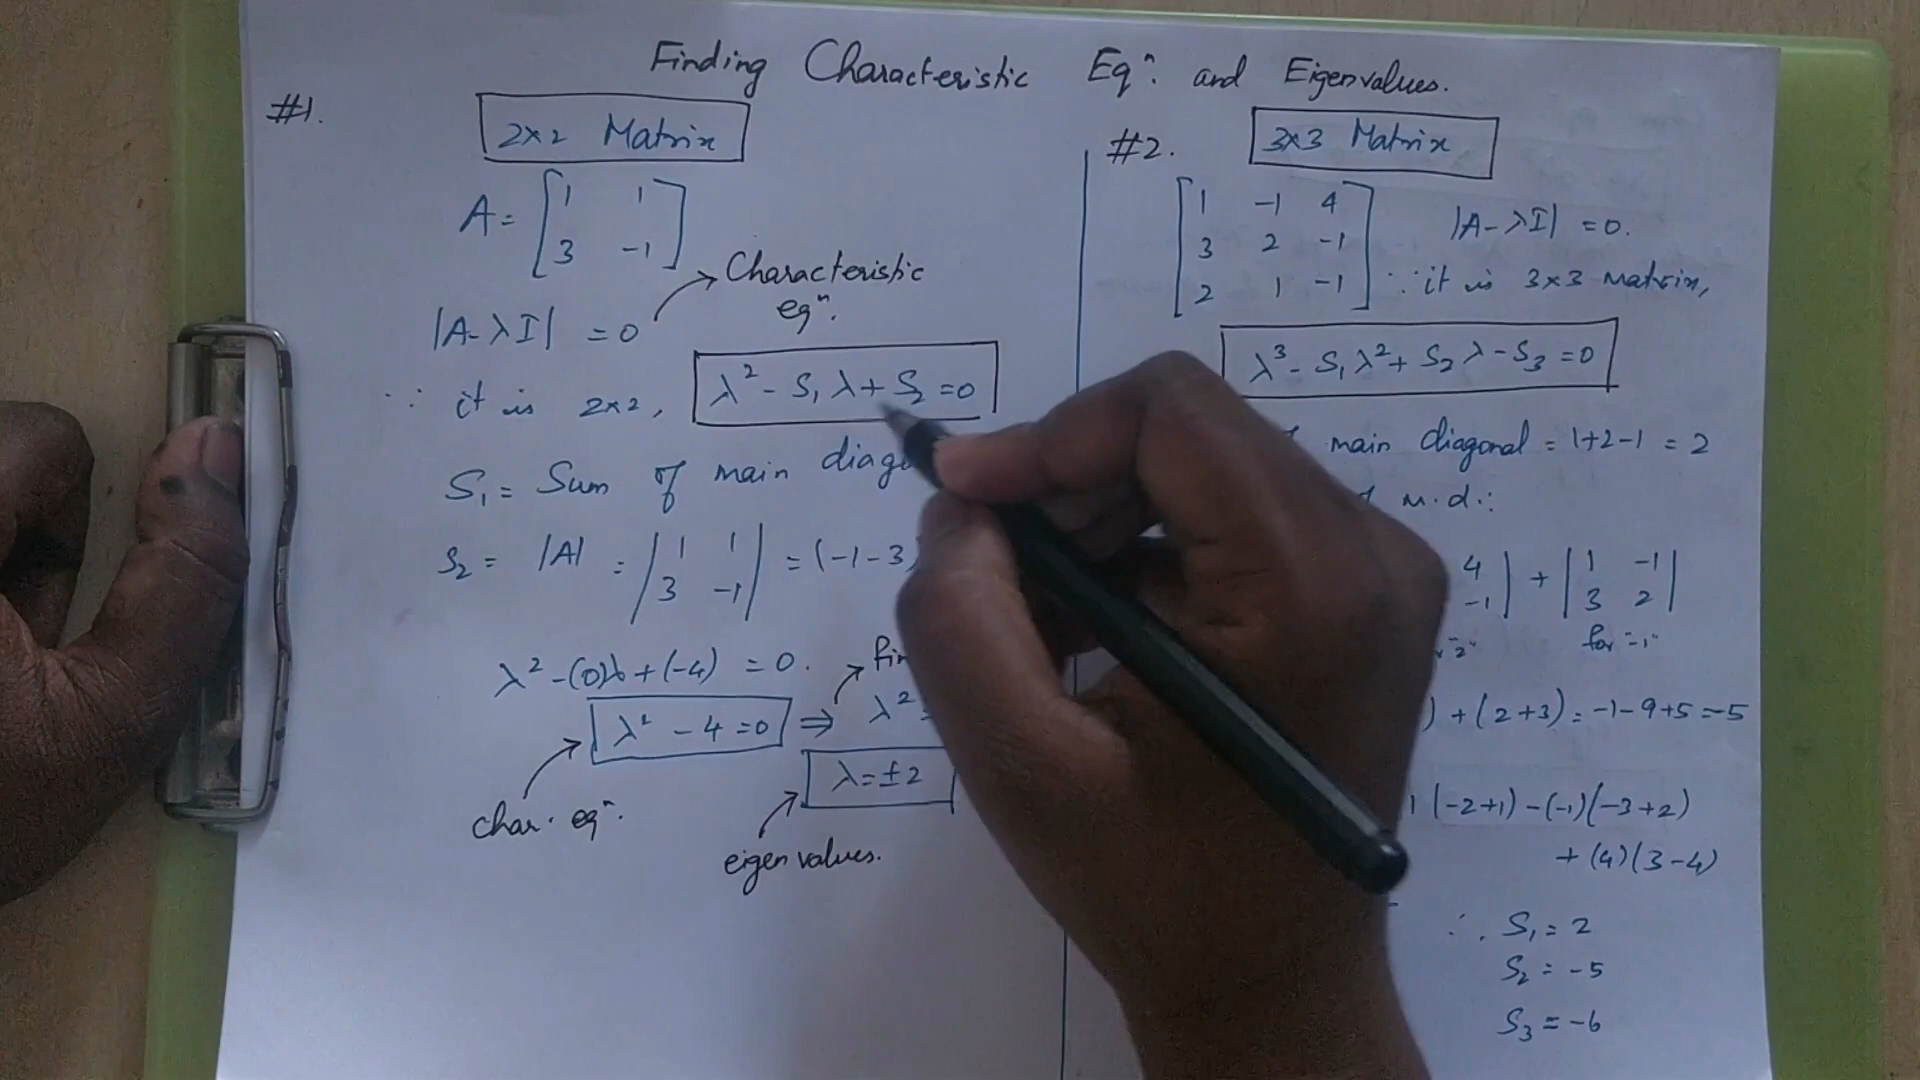 Finding Characteristic Eqⁿ. and Eigenvalues.
#1.
2×2 Matrix
A = [1 1
3 -1]
|A-λI| = 0 → Characteristic eqⁿ.
∵ it is 2×2, λ² - S₁λ + S₂ = 0
S₁ = Sum of main
S₂ = |A| = |1 1
3 -1| = (-1-3)
λ² - (0)λ + (-4) = 0.
λ² - 4 = 0 ⇒ λ² =
char. eqⁿ.
λ = ±2
eigen values.
#2.
3×3 Matrix
[1 -1 4
3 2 -1
2 1 -1]
|A-λI| = 0.
∵ it is 3×3 Matrix,
λ³ - S₁λ² + S₂λ - S₃ = 0
main diagonal = 1+2-1 = 2
m.d.:
4
-1| + |1 -1
3 2|
"2" for "-1"
) + (2+3) = -1-9+5 = -5
1(-2+1) - (-1)(-3+2)
+ (4)(3-4)
∴ S₁ = 2
S₂ = -5
S₃ = -6